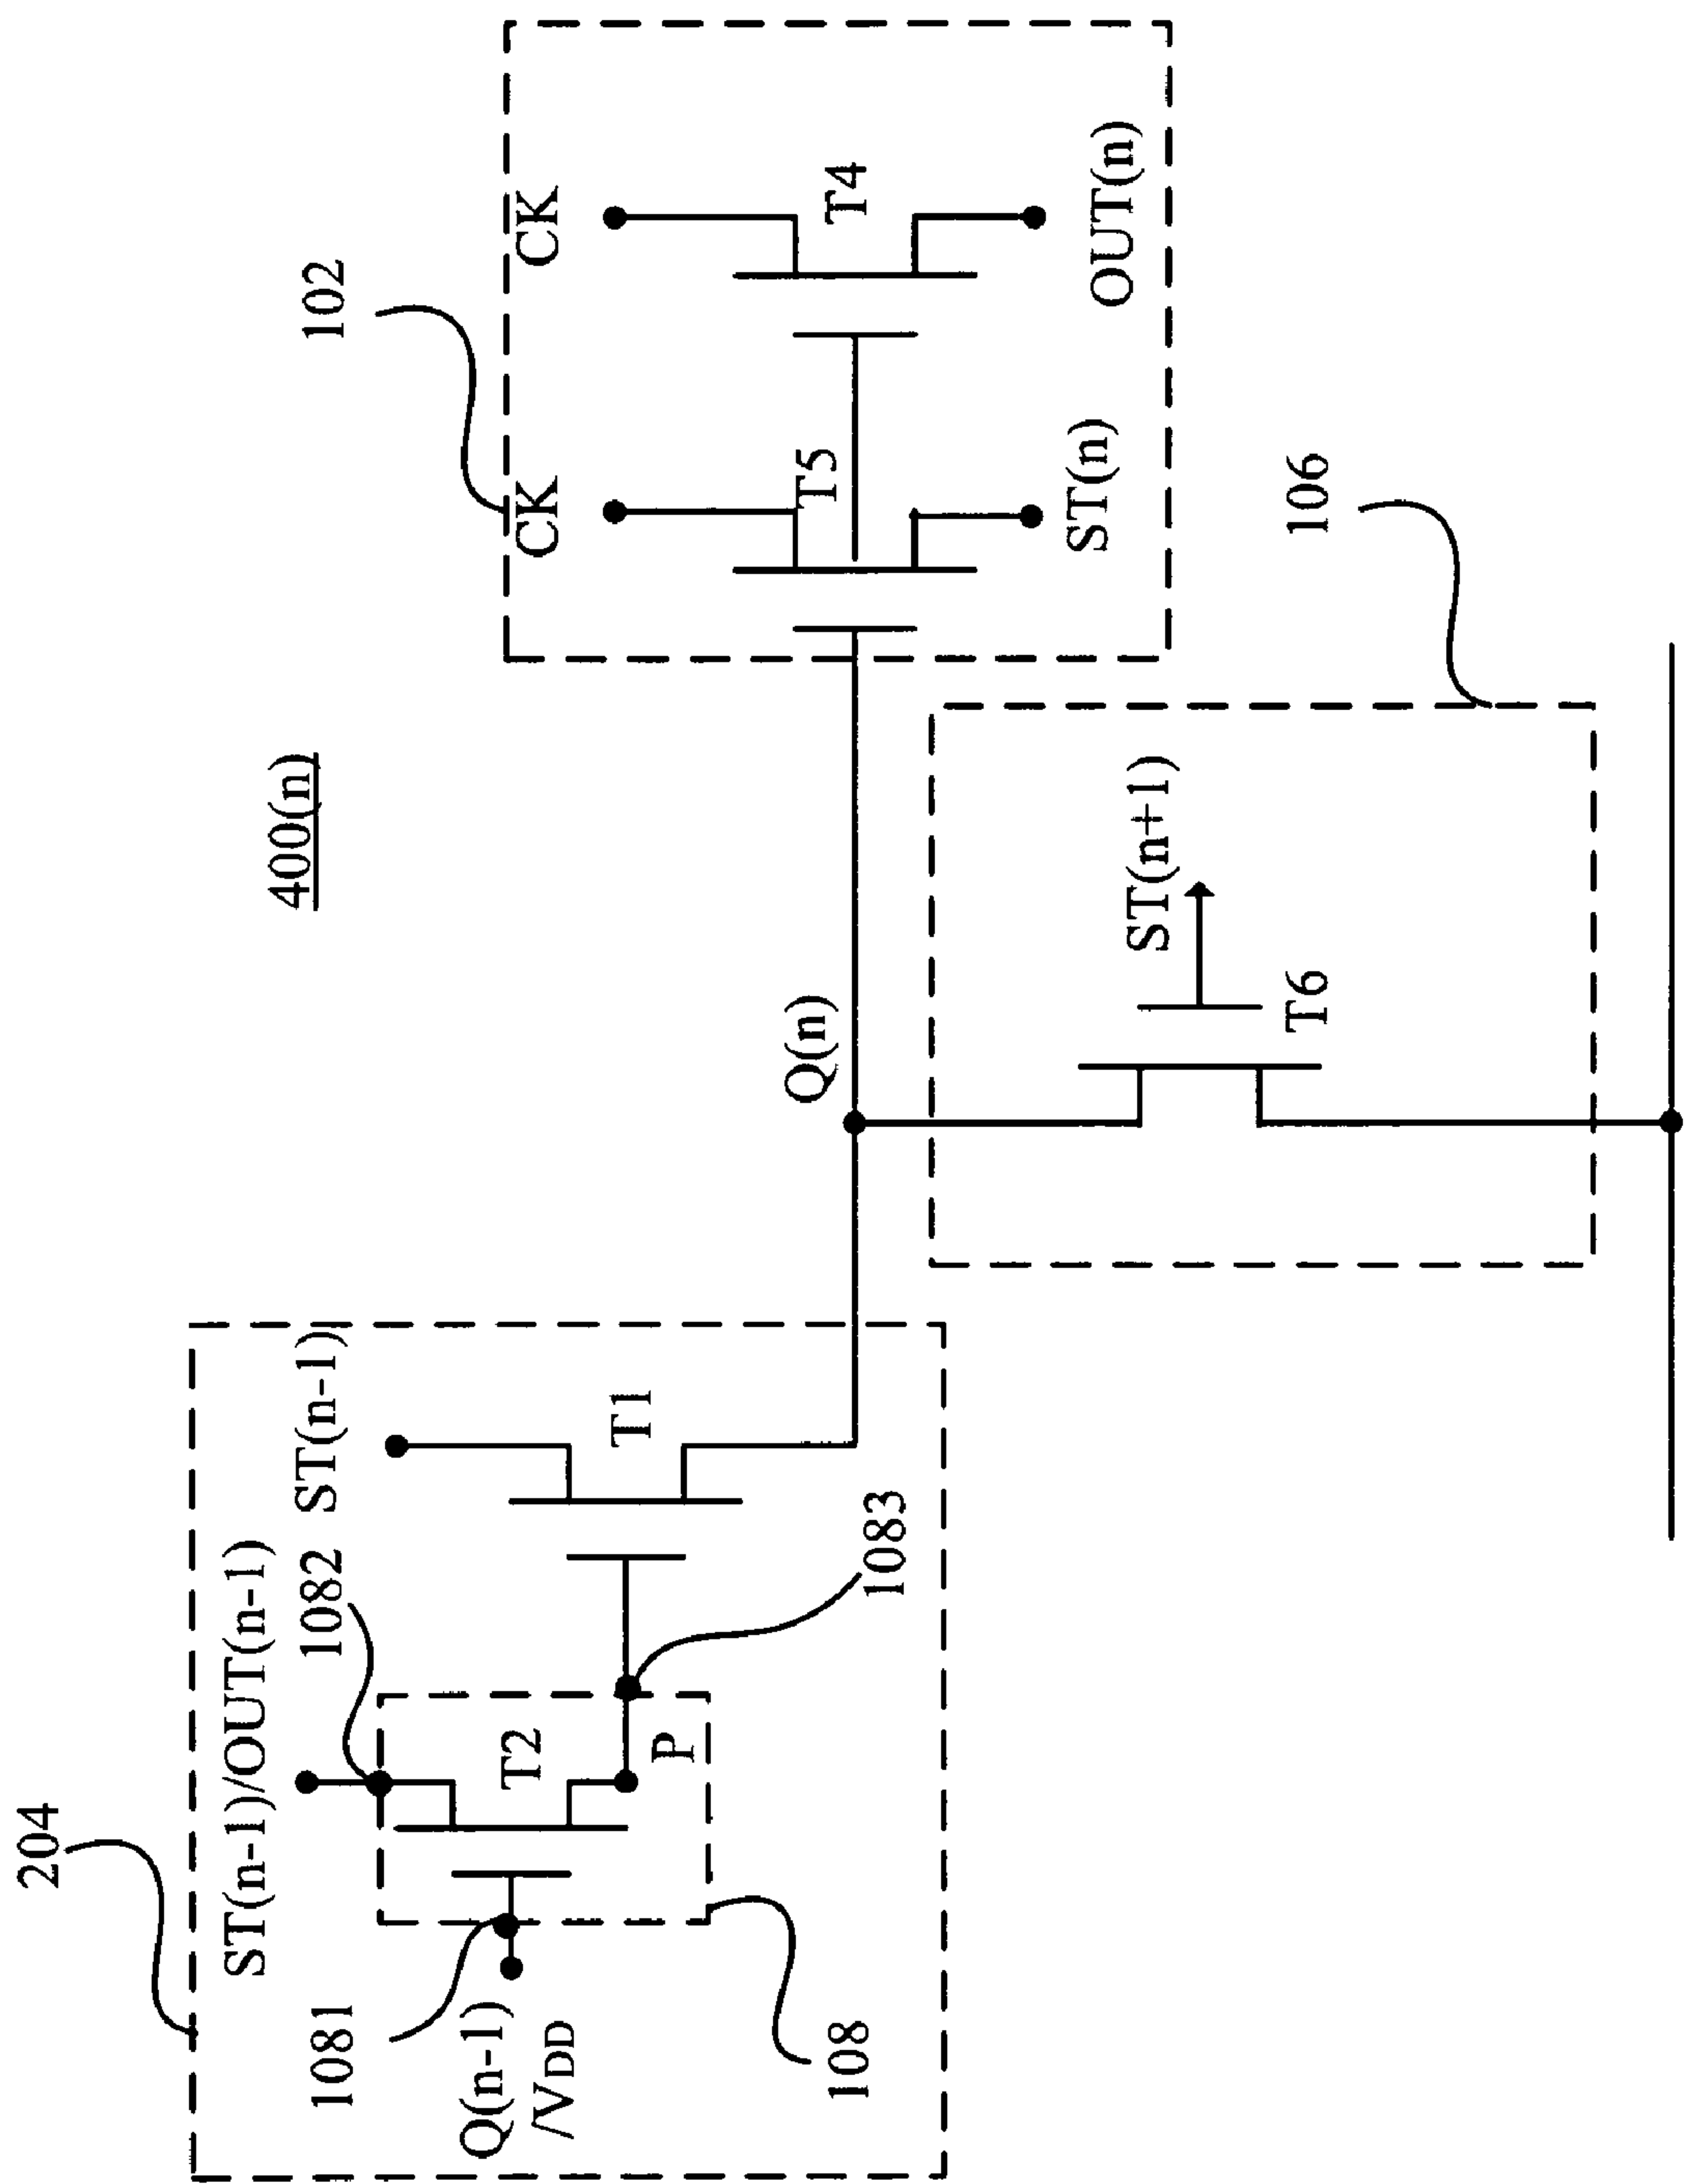 400(n)
204
ST(n-1)/OUT(n-1)
1082
ST(n-1)
1081
T2
T1
Q(n-1)
/VDD
P
108
1083
Q(n)
102
CK
CK
T5
T4
ST(n)
OUT(n)
ST(n+1)
T6
106